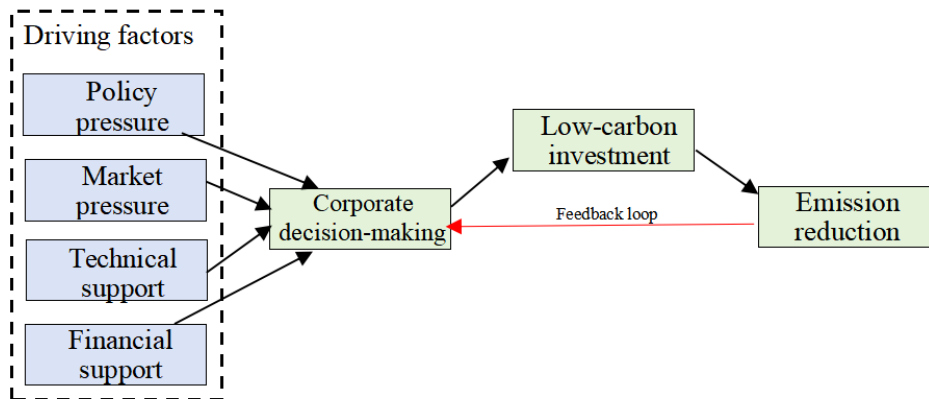 Driving factors
Policy
pressure
Market
pressure
Technical
support
Financial
support
Corporate
decision-making
Low-carbon
investment
Feedback loop
Emission
reduction